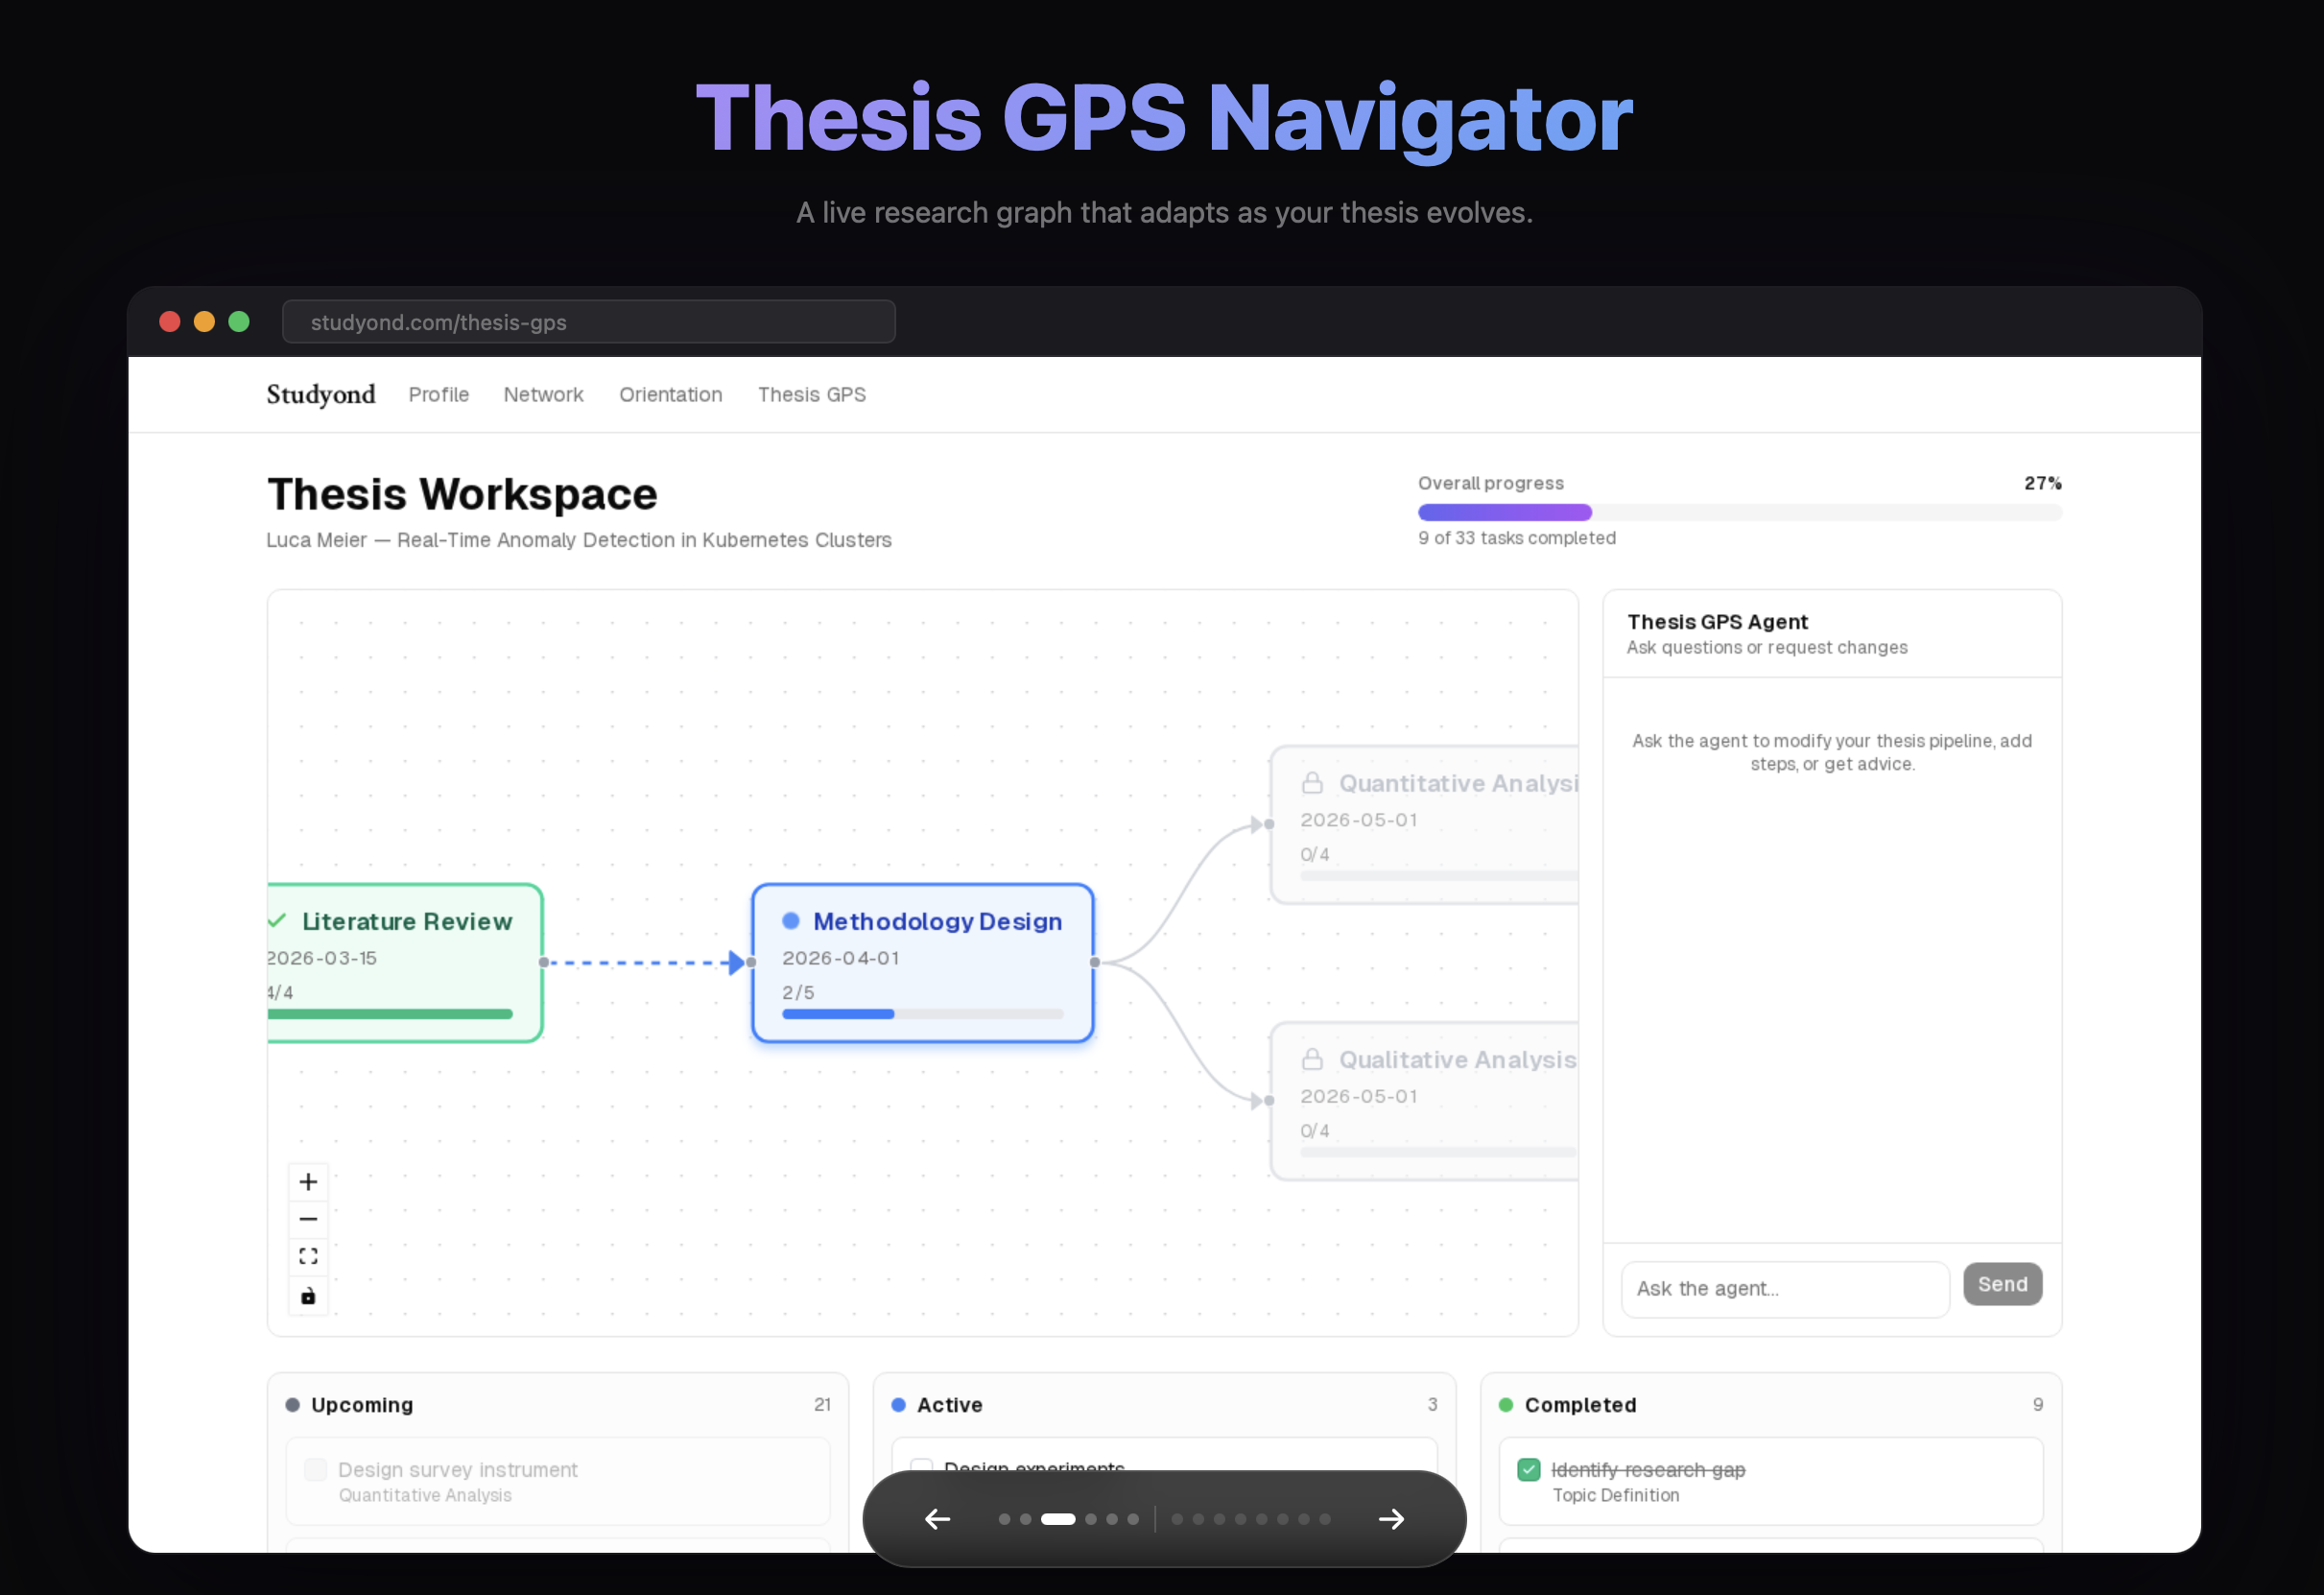 Thesis GPS Navigator
A live research graph that adapts as your thesis evolves.
studyond.com/thesis-gps
Studyond Profile Network Orientation Thesis GPS
Thesis Workspace
Luca Meier — Real-Time Anomaly Detection in Kubernetes Clusters
Overall progress 27%
9 of 33 tasks completed
Literature Review
2026-03-15
4/4
Methodology Design
2026-04-01
2/5
Quantitative Analysi
2026-05-01
0/4
Qualitative Analysis
2026-05-01
0/4
Thesis GPS Agent
Ask questions or request changes
Ask the agent to modify your thesis pipeline, add
steps, or get advice.
Ask the agent... Send
Upcoming 21
Design survey instrument
Quantitative Analysis
Active 3
Design experiments
Completed 9
Identify research gap
Topic Definition